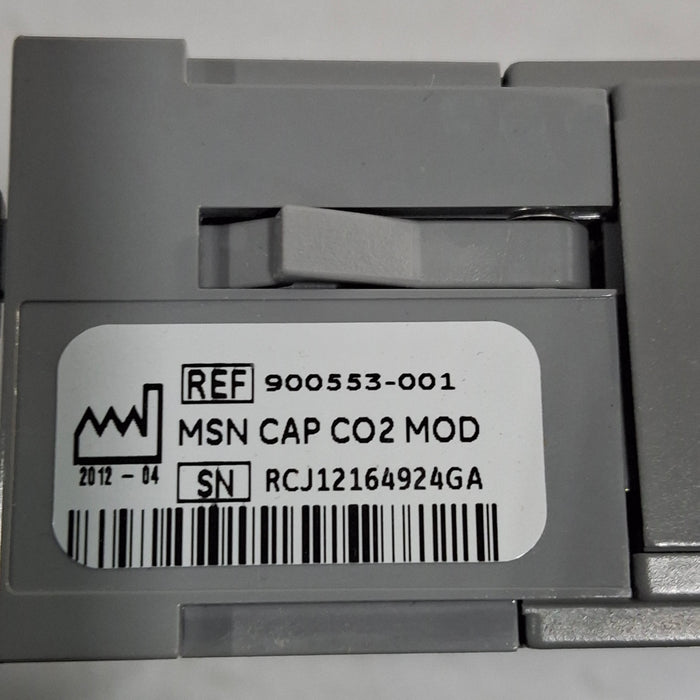 REF 900553-001
MSN CAP CO2 MOD
2012 - 04
SN RCJ12164924GA